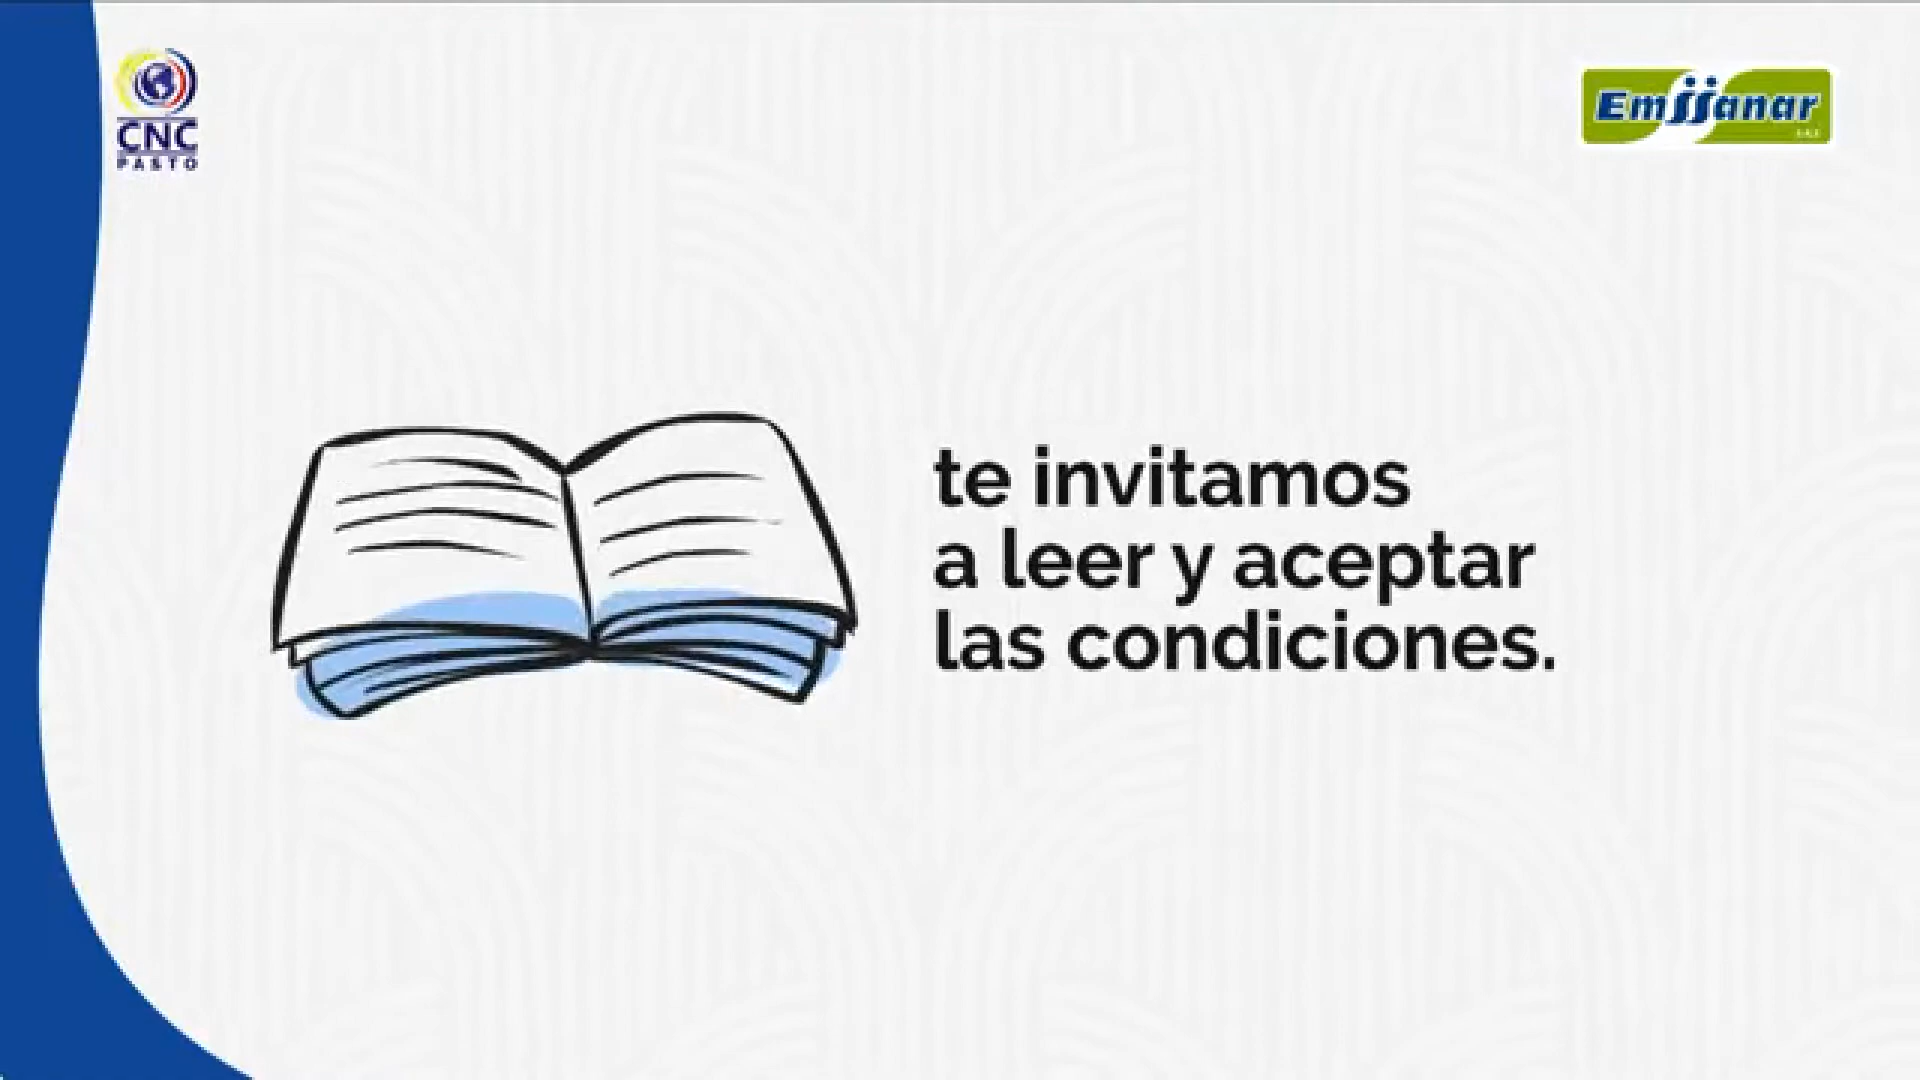 CNC
PASTO
Emssanar
te invitamos
a leer y aceptar
las condiciones.